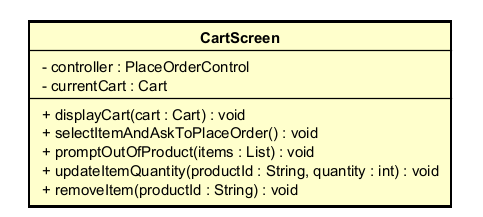 CartScreen
- controller : PlaceOrderControl
- currentCart : Cart
+ displayCart(cart : Cart) : void
+ selectItemAndAskToPlaceOrder() : void
+ promptOutOfProduct(items : List) : void
+ updateItemQuantity(productId : String, quantity : int) : void
+ removeItem(productId : String) : void